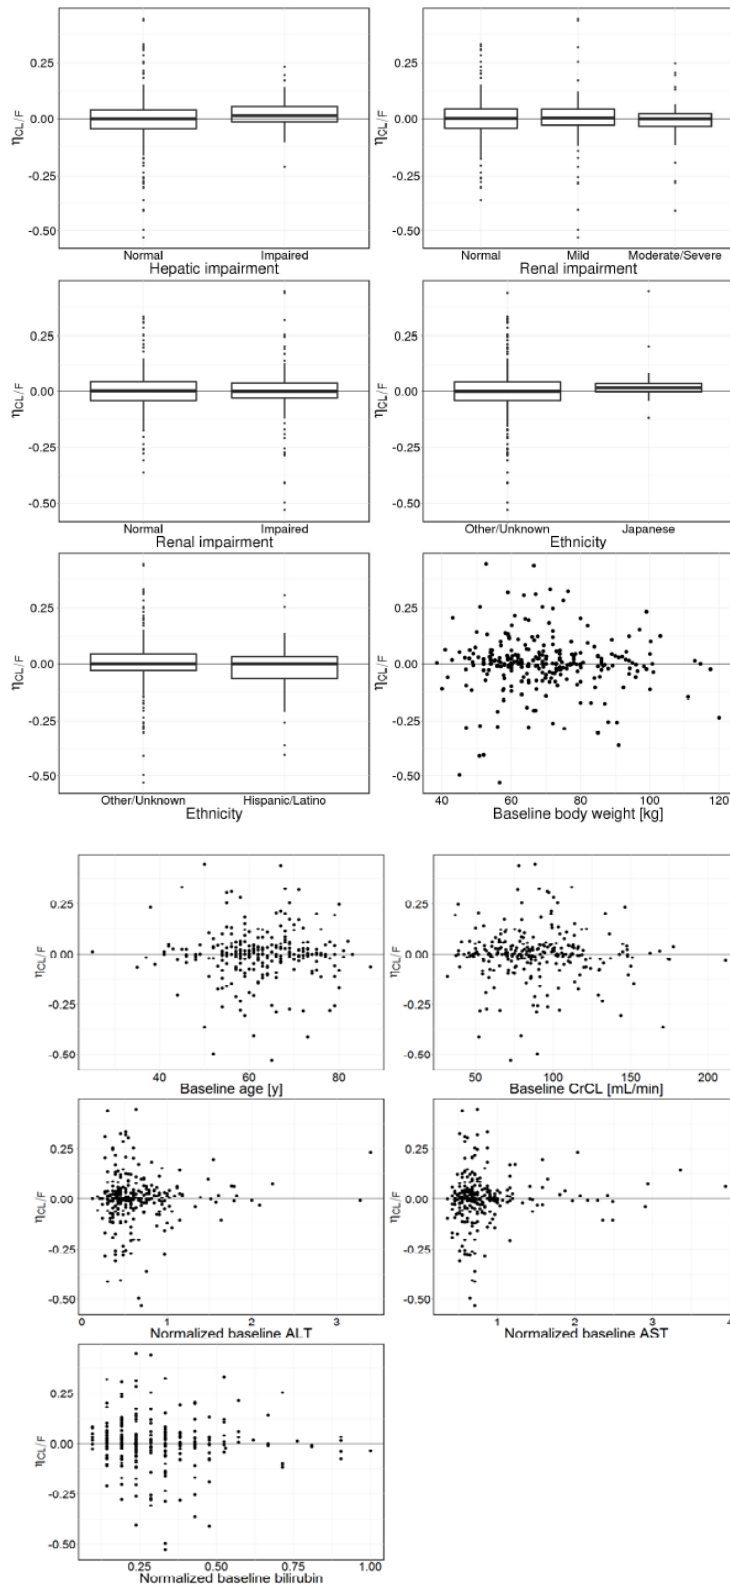 0.25 0.25
ηCL/F 0.00 ηCL/F 0.00
-0.25 -0.25
-0.50 -0.50
Normal Impaired Normal Mild Moderate/Severe
Hepatic impairment Renal impairment
0.25 0.25
ηCL/F 0.00 ηCL/F 0.00
-0.25 -0.25
-0.50 -0.50
Normal Impaired Other/Unknown Japanese
Renal impairment Ethnicity
0.25 0.25
ηCL/F 0.00 ηCL/F 0.00
-0.25 -0.25
-0.50 -0.50
Other/Unknown Hispanic/Latino 40 60 80 100 120
Ethnicity Baseline body weight [kg]
0.25 0.25
ηCL/F 0.00 ηCL/F 0.00
-0.25 -0.25
-0.50 -0.50
40 60 80 50 100 150 200
Baseline age [y] Baseline CrCL [mL/min]
0.25 0.25
ηCL/F 0.00 ηCL/F 0.00
-0.25 -0.25
-0.50 -0.50
0 1 2 3 1 2 3 4
Normalized baseline ALT Normalized baseline AST
0.25
ηCL/F 0.00
-0.25
-0.50
0.25 0.50 0.75 1.00
Normalized baseline bilirubin